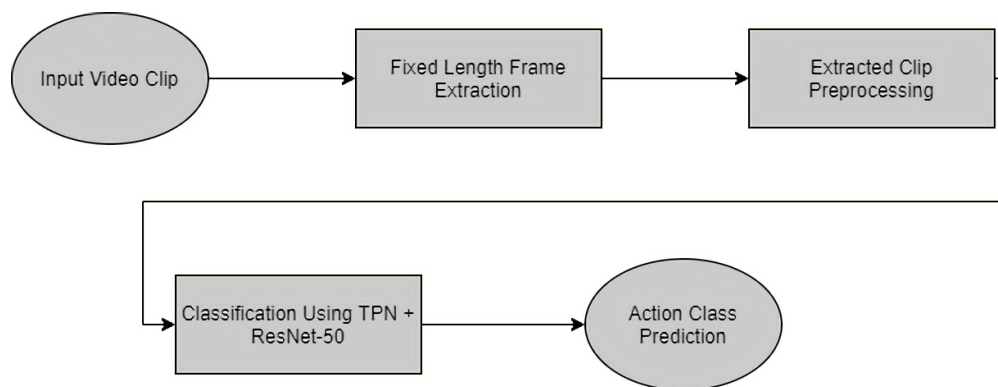 Input Video Clip
Fixed Length Frame
Extraction
Extracted Clip
Preprocessing
Classification Using TPN +
ResNet-50
Action Class
Prediction